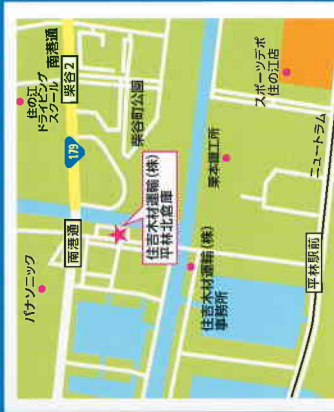 パナソニック
住の江
ドライビング
スクール
南港通
柴谷2
179
南港通
柴谷町公園
住吉木材運輸(株)
平林北倉庫
住吉木材運輸(株)
事務所
栗本鐵工所
スポーツデポ
住の江店
ニュートラム
平林駅前